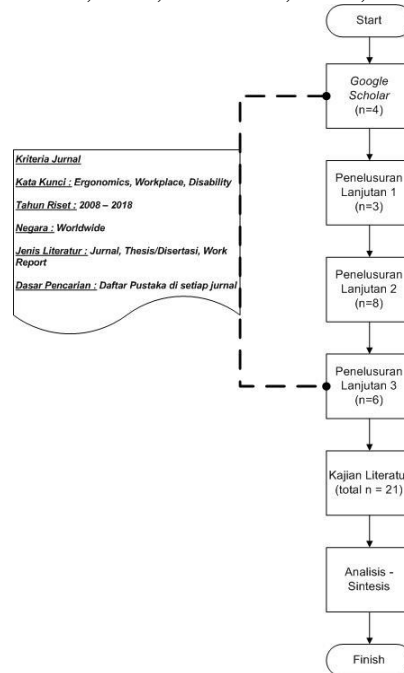 Start
Google
Scholar
(n=4)
Kriteria Jurnal
Kata Kunci : Ergonomics, Workplace, Disability
Tahun Riset : 2008 – 2018
Negara : Worldwide
Jenis Literatur : Jurnal, Thesis/Disertasi, Work
Report
Dasar Pencarian : Daftar Pustaka di setiap jurnal
Penelusuran
Lanjutan 1
(n=3)
Penelusuran
Lanjutan 2
(n=8)
Penelusuran
Lanjutan 3
(n=6)
Kajian Literatur
(total n = 21)
Analisis -
Sintesis
Finish